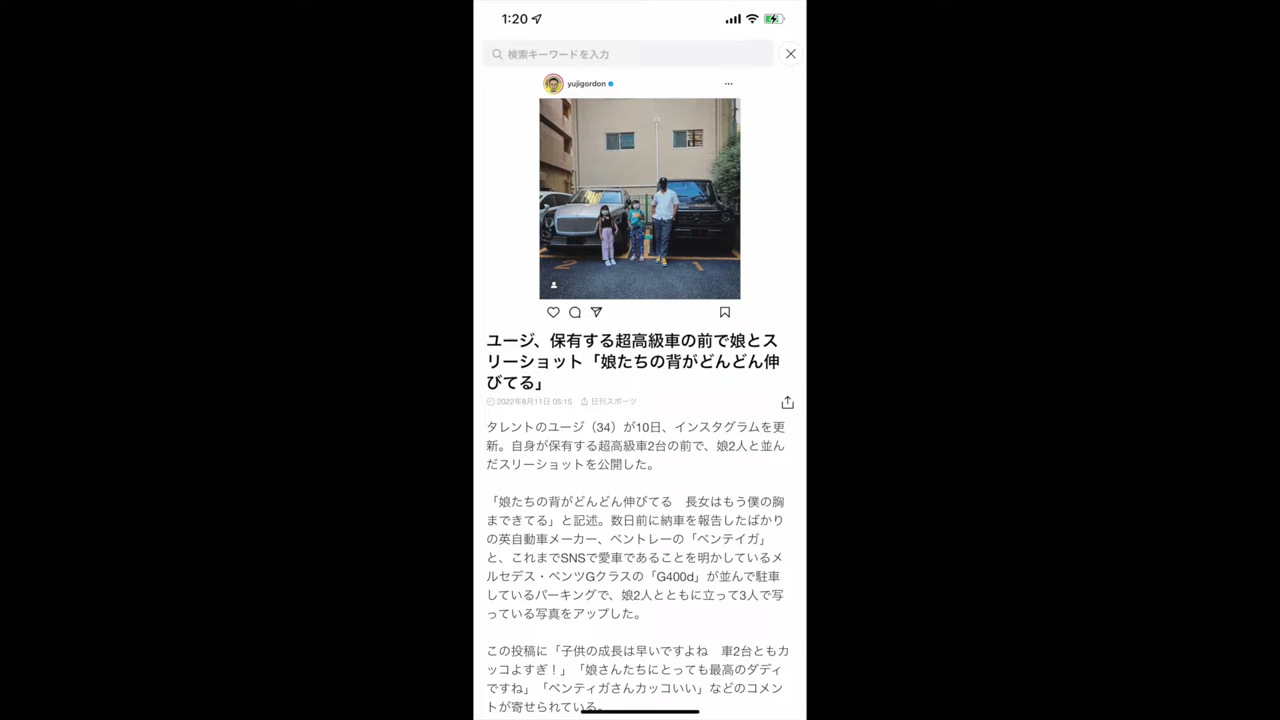 1:20
検索キーワードを入力
yujigordon
2
1
ユージ、保有する超高級車の前で娘とス
リーショット「娘たちの背がどんどん伸
びてる」
2022年8月11日 05:15 日刊スポーツ
タレントのユージ（34）が10日、インスタグラムを更
新。自身が保有する超高級車2台の前で、娘2人と並ん
だスリーショットを公開した。
「娘たちの背がどんどん伸びてる　長女はもう僕の胸
まできてる」と記述。数日前に納車を報告したばかり
の英自動車メーカー、ベントレーの「ベンテイガ」
と、これまでSNSで愛車であることを明かしているメ
ルセデス・ベンツGクラスの「G400d」が並んで駐車
しているパーキングで、娘2人とともに立って3人で写
っている写真をアップした。
この投稿に「子供の成長は早いですよね　車2台ともカ
ッコよすぎ！」「娘さんたちにとっても最高のダディ
ですね」「ベンティガさんカッコいい」などのコメン
トが寄せられている。